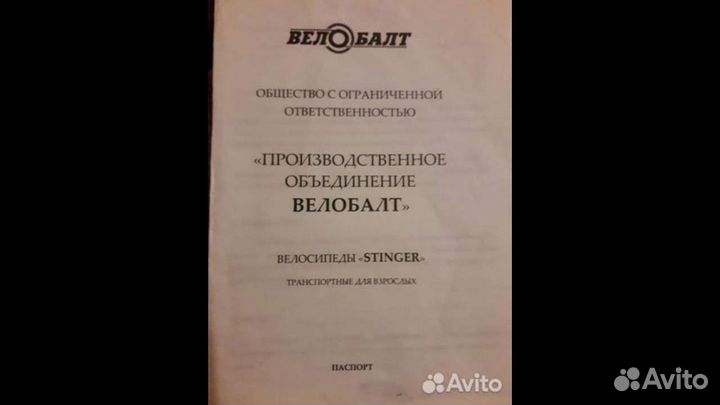 ВЕЛОБАЛТ
ОБЩЕСТВО С ОГРАНИЧЕННОЙ
ОТВЕТСТВЕННОСТЬЮ
«ПРОИЗВОДСТВЕННОЕ
ОБЪЕДИНЕНИЕ
ВЕЛОБАЛТ»
ВЕЛОСИПЕДЫ «STINGER»
ТРАНСПОРТНЫЕ ДЛЯ ВЗРОСЛЫХ
ПАСПОРТ
Avito
Avito